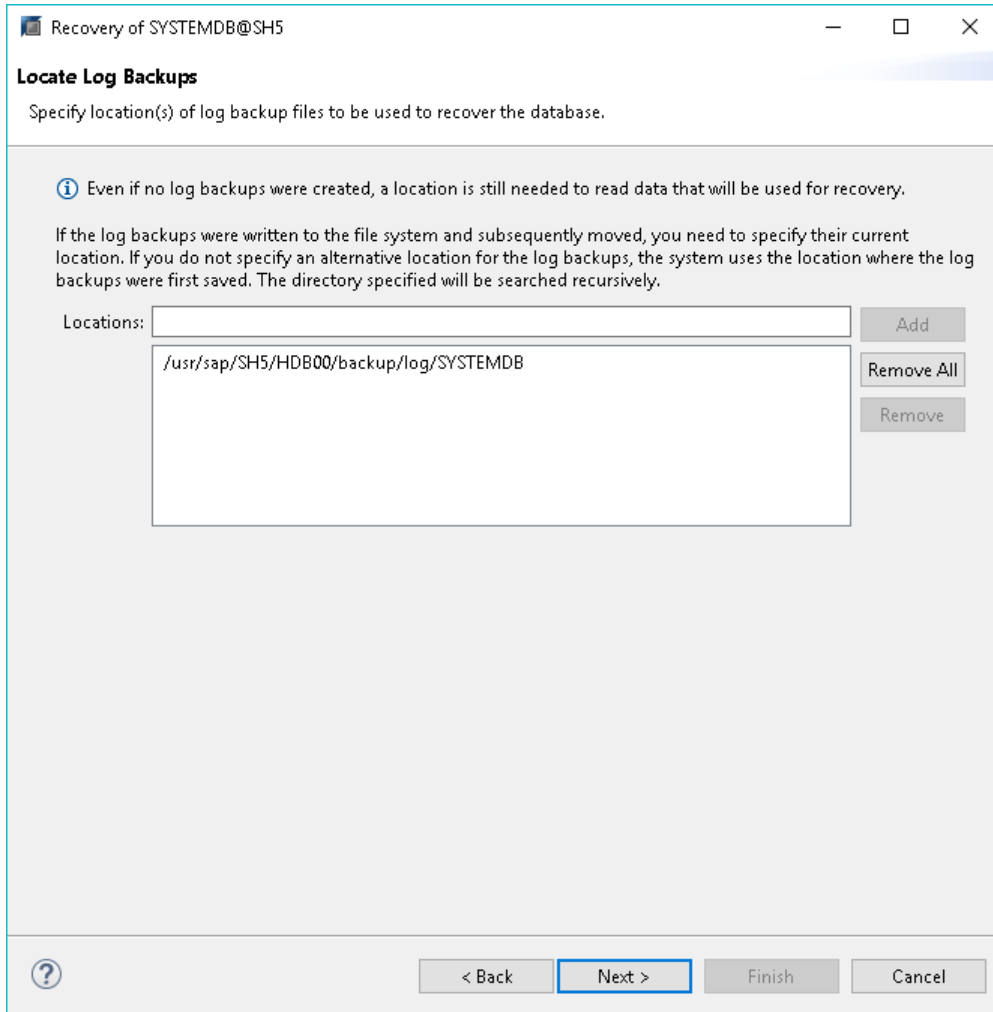 Recovery of SYSTEMDB@SH5
Locate Log Backups
Specify location(s) of log backup files to be used to recover the database.
Even if no log backups were created, a location is still needed to read data that will be used for recovery.
If the log backups were written to the file system and subsequently moved, you need to specify their current
location. If you do not specify an alternative location for the log backups, the system uses the location where the log
backups were first saved. The directory specified will be searched recursively.
Locations:
Add
/usr/sap/SH5/HDB00/backup/log/SYSTEMDB
Remove All
Remove
< Back
Next >
Finish
Cancel